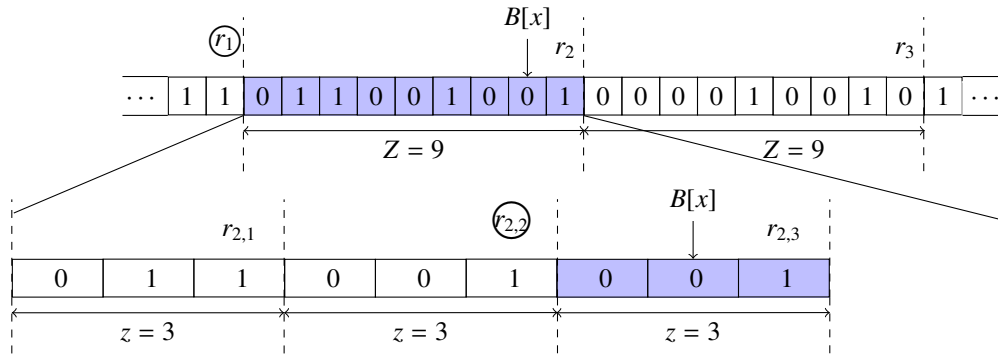 B[x]
r1 r2 r3
··· 1 1 0 1 1 0 0 1 0 0 1 0 0 0 0 1 0 0 1 0 1 ···
Z = 9 Z = 9
B[x]
r2,1 r2,2 r2,3
0 1 1 0 0 1 0 0 1
z = 3 z = 3 z = 3